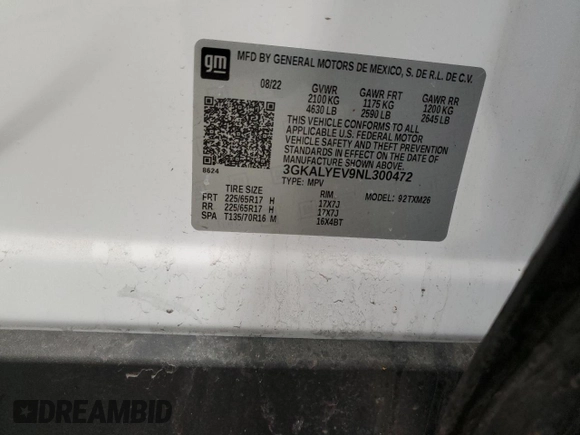 gm
MFD BY GENERAL MOTORS DE MEXICO, S. DE R.L. DE C.V.
08/22 GVWR GAWR FRT GAWR RR
2100 KG 1175 KG 1200 KG
4630 LB 2590 LB 2645 LB
THIS VEHICLE CONFORMS TO ALL
APPLICABLE U.S. FEDERAL MOTOR
VEHICLE SAFETY, BUMPER, AND THEFT PREVENTION
STANDARDS IN EFFECT ON THE DATE OF
MANUFACTURE SHOWN ABOVE.
8624
3GKALYEV9NL300472
TYPE: MPV MODEL: 92TXM26
TIRE SIZE RIM
FRT 225/65R17 H 17X7J
RR 225/65R17 H 17X7J
SPA T135/70R16 M 16X4BT
DREAMBID